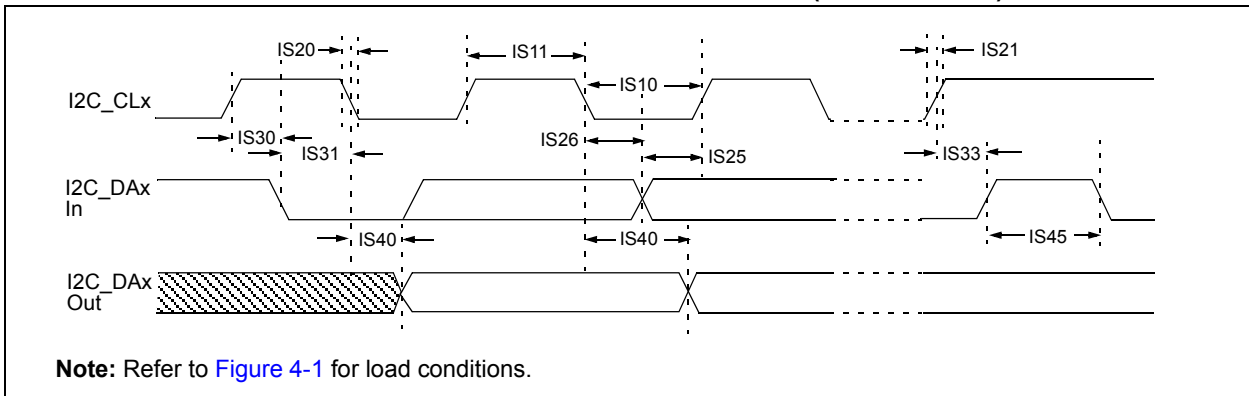 IS20
IS11
IS21
IS10
I2C_CLx
IS30
IS26
IS31
IS25
IS33
I2C_DAx
In
IS40
IS40
IS45
I2C_DAx
Out
Note: Refer to Figure 4-1 for load conditions.